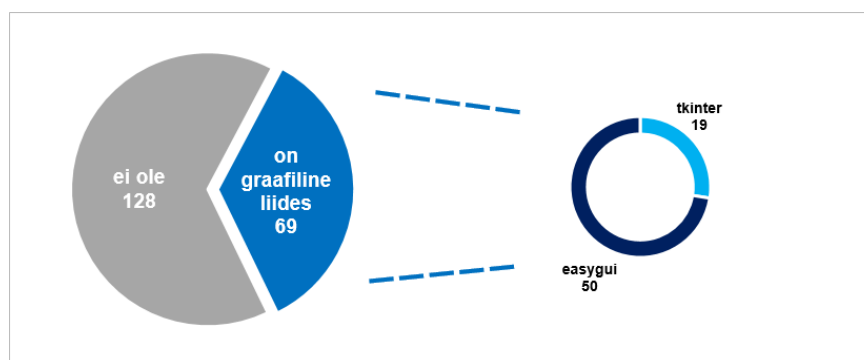 ei ole
128
on
graafiline
liides
69
tkinter
19
easygui
50